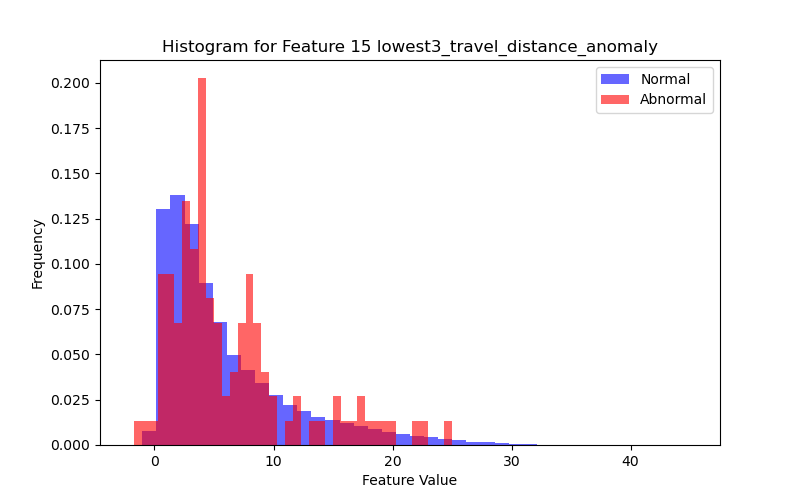 Histogram for Feature 15 lowest3_travel_distance_anomaly
Normal
Abnormal
0.200
0.175
0.150
0.125
0.100
0.075
0.050
0.025
0.000
Frequency
0
10
20
30
40
Feature Value